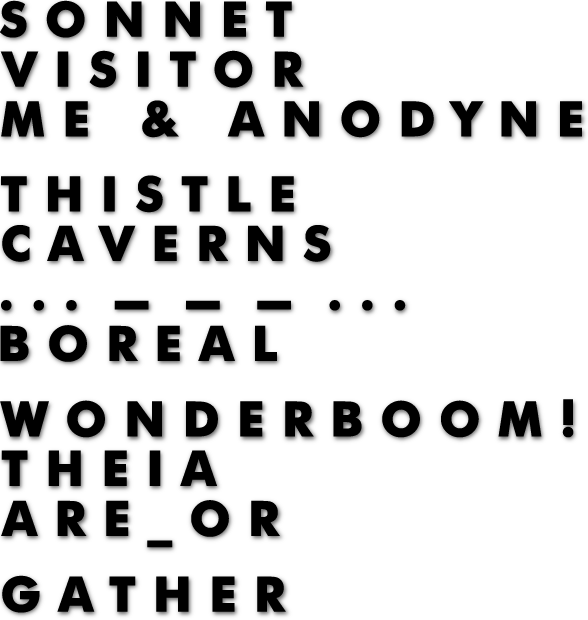 SONNET
VISITOR
ME & ANODYNE
THISTLE
CAVERNS
... — — — ...
BOREAL
WONDERBOOM!
THEIA
ARE_OR
GATHER